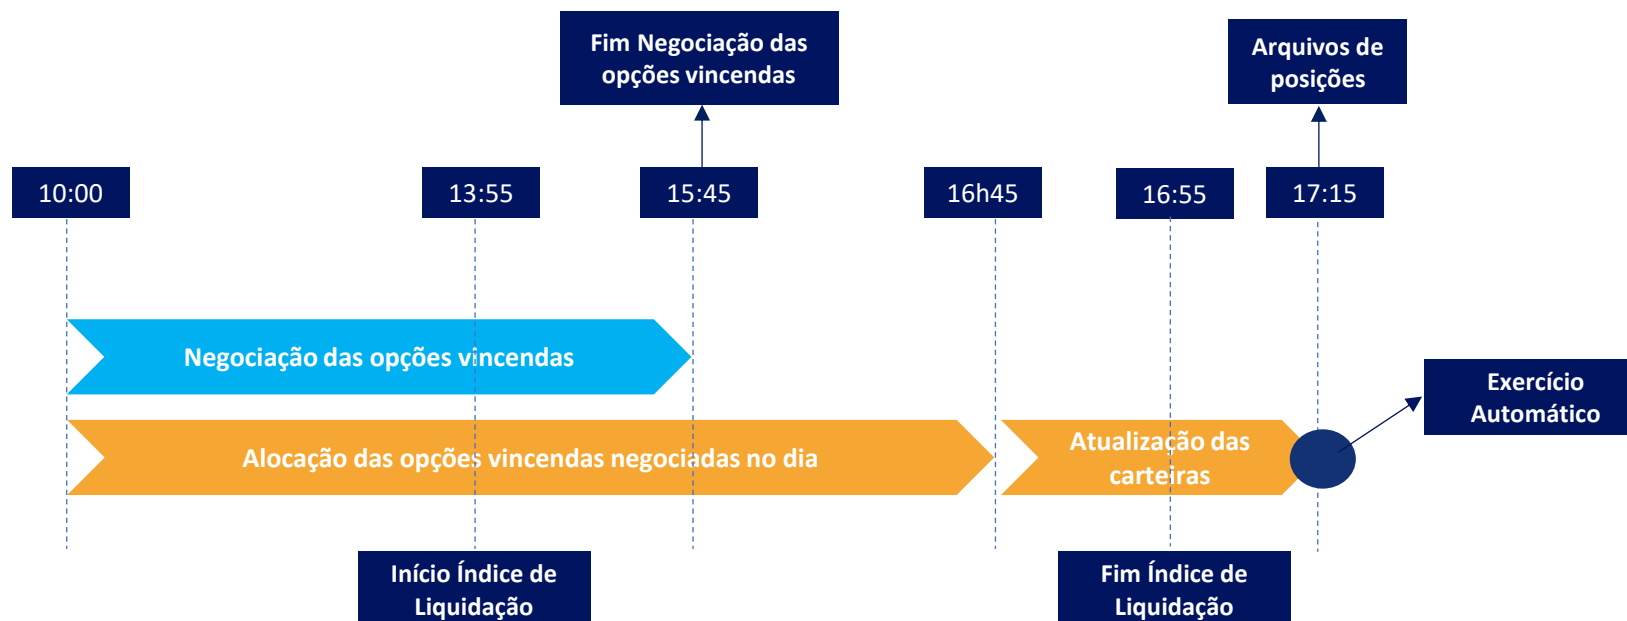 Fim Negociação das
opções vincendas
Arquivos de
posições
10:00
13:55
15:45
16h45
16:55
17:15
Negociação das opções vincendas
Alocação das opções vincendas negociadas no dia
Atualização das
carteiras
Exercício
Automático
Início Índice de
Liquidação
Fim Índice de
Liquidação